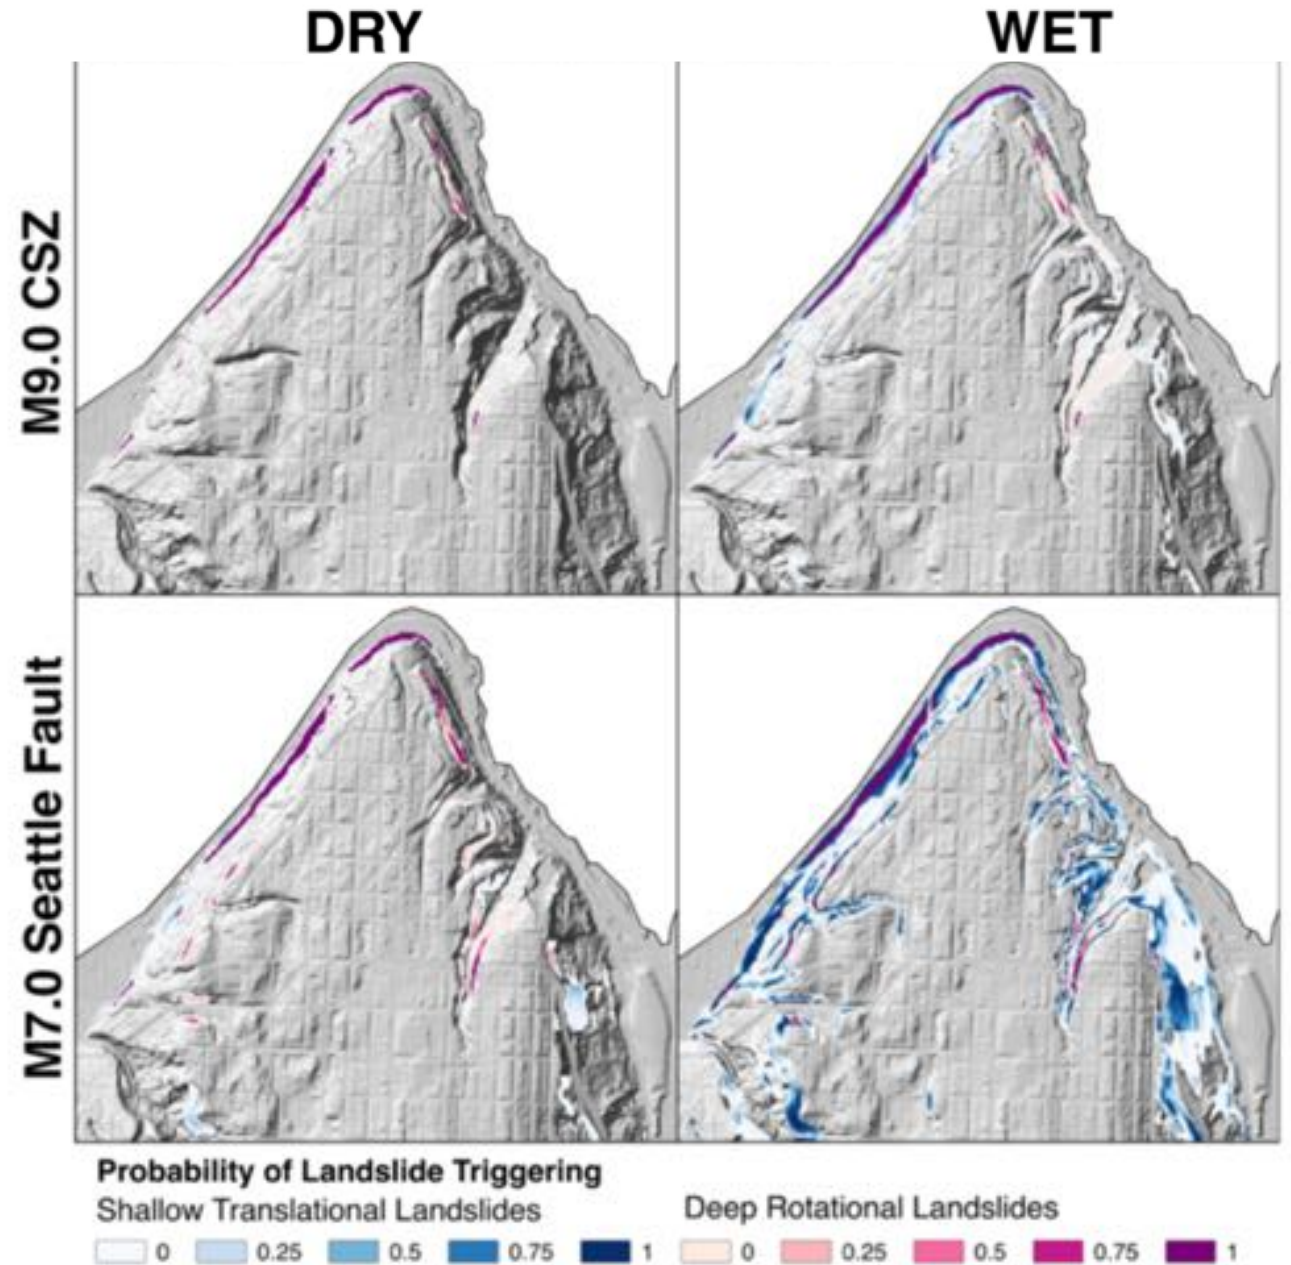 DRY
WET
M9.0 CSZ
M7.0 Seattle Fault
Probability of Landslide Triggering
Shallow Translational Landslides
Deep Rotational Landslides
0 0.25 0.5 0.75 1
0 0.25 0.5 0.75 1